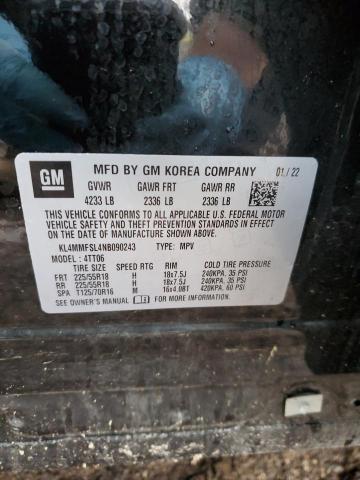 GM
MFD BY GM KOREA COMPANY 01/22
GVWR GAWR FRT GAWR RR
4233 LB 2336 LB 2336 LB
THIS VEHICLE CONFORMS TO ALL APPLICABLE U.S. FEDERAL MOTOR
VEHICLE SAFETY AND THEFT PREVENTION STANDARDS IN EFFECT
ON THE DATE OF MANUFACTURE SHOWN ABOVE.
KL4MMFSL4NB090243 TYPE: MPV
MODEL: 4TT06
TIRE SPEED RTG RIM COLD TIRE PRESSURE
FRT 225/55R18 H 18x7.5J 240KPA, 35 PSI
RR 225/55R18 H 18x7.5J 240KPA, 35 PSI
SPA T125/70R16 M 16x4.0BT 420KPA, 60 PSI
SEE OWNER'S MANUAL FOR MORE INFORMATION.